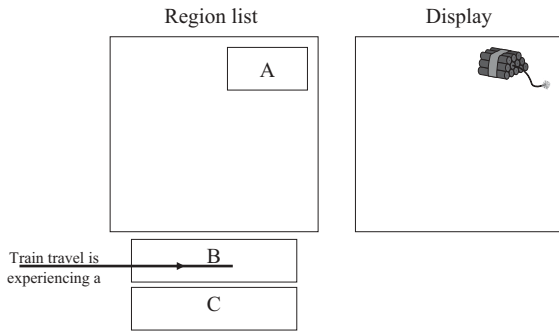 Region list
Display
A
B
Train travel is
experiencing a
C